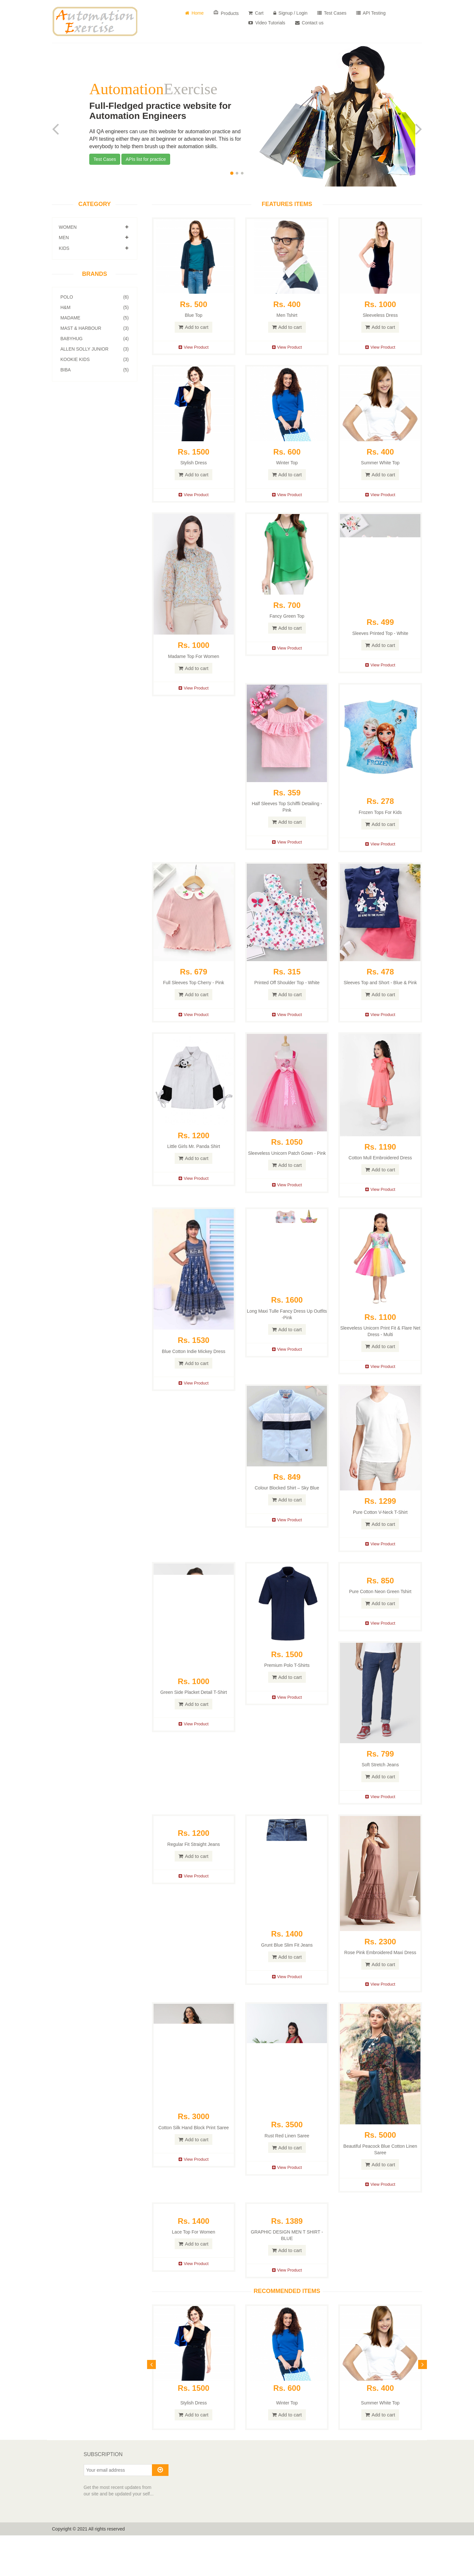 Automation
Exercise
Home
Products
Cart
Signup / Login
Test Cases
API Testing
Video Tutorials
Contact us
AutomationExercise
Full-Fledged practice website for
Automation Engineers
All QA engineers can use this website for automation practice and
API testing either they are at beginner or advance level. This is for
everybody to help them brush up their automation skills.
Test Cases
APIs list for practice
CATEGORY
WOMEN
MEN
KIDS
BRANDS
POLO (6)
H&M (5)
MADAME (5)
MAST & HARBOUR (3)
BABYHUG (4)
ALLEN SOLLY JUNIOR (3)
KOOKIE KIDS (3)
BIBA (5)
FEATURES ITEMS
Rs. 500
Blue Top
Add to cart
View Product
Rs. 400
Men Tshirt
Add to cart
View Product
Rs. 1000
Sleeveless Dress
Add to cart
View Product
Rs. 1500
Stylish Dress
Add to cart
View Product
Rs. 600
Winter Top
Add to cart
View Product
Rs. 400
Summer White Top
Add to cart
View Product
Rs. 1000
Madame Top For Women
Add to cart
View Product
Rs. 700
Fancy Green Top
Add to cart
View Product
Rs. 499
Sleeves Printed Top - White
Add to cart
View Product
Rs. 359
Half Sleeves Top Schiffli Detailing -
Pink
Add to cart
View Product
FROZEN
Rs. 278
Frozen Tops For Kids
Add to cart
View Product
Rs. 679
Full Sleeves Top Cherry - Pink
Add to cart
View Product
Rs. 315
Printed Off Shoulder Top - White
Add to cart
View Product
Rs. 478
Sleeves Top and Short - Blue & Pink
Add to cart
View Product
Rs. 1200
Little Girls Mr. Panda Shirt
Add to cart
View Product
Rs. 1050
Sleeveless Unicorn Patch Gown - Pink
Add to cart
View Product
Rs. 1190
Cotton Mull Embroidered Dress
Add to cart
View Product
Rs. 1530
Blue Cotton Indie Mickey Dress
Add to cart
View Product
Rs. 1600
Long Maxi Tulle Fancy Dress Up Outfits
-Pink
Add to cart
View Product
Rs. 1100
Sleeveless Unicorn Print Fit & Flare Net
Dress - Multi
Add to cart
View Product
Rs. 849
Colour Blocked Shirt – Sky Blue
Add to cart
View Product
Rs. 1299
Pure Cotton V-Neck T-Shirt
Add to cart
View Product
Rs. 1000
Green Side Placket Detail T-Shirt
Add to cart
View Product
Rs. 1500
Premium Polo T-Shirts
Add to cart
View Product
Rs. 850
Pure Cotton Neon Green Tshirt
Add to cart
View Product
Rs. 799
Soft Stretch Jeans
Add to cart
View Product
Rs. 1200
Regular Fit Straight Jeans
Add to cart
View Product
Rs. 1400
Grunt Blue Slim Fit Jeans
Add to cart
View Product
Rs. 2300
Rose Pink Embroidered Maxi Dress
Add to cart
View Product
Rs. 3000
Cotton Silk Hand Block Print Saree
Add to cart
View Product
Rs. 3500
Rust Red Linen Saree
Add to cart
View Product
Rs. 5000
Beautiful Peacock Blue Cotton Linen
Saree
Add to cart
View Product
Rs. 1400
Lace Top For Women
Add to cart
View Product
Rs. 1389
GRAPHIC DESIGN MEN T SHIRT -
BLUE
Add to cart
View Product
RECOMMENDED ITEMS
Rs. 1500
Stylish Dress
Add to cart
Rs. 600
Winter Top
Add to cart
Rs. 400
Summer White Top
Add to cart
SUBSCRIPTION
Your email address
Get the most recent updates from
our site and be updated your self...
Copyright © 2021 All rights reserved